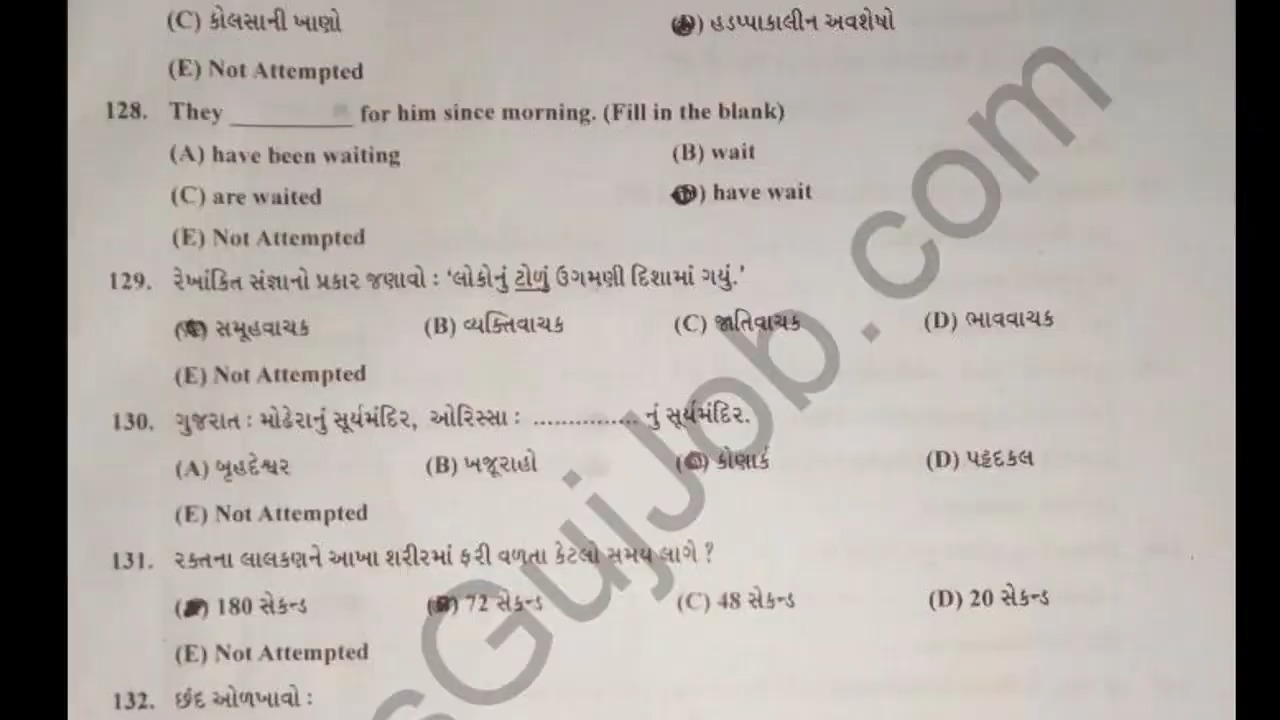 (C) કોલસાની ખાણો (D) હડપ્પાકાલીન અવશેષો
(E) Not Attempted
128. They __________ for him since morning. (Fill in the blank)
(A) have been waiting (B) wait
(C) are waited (D) have wait
(E) Not Attempted
129. રેખાંકિત સંજ્ઞાનો પ્રકાર જણાવો : ‘લોકોનું ટોળું ઉગમણી દિશામાં ગયું.’
(A) સમૂહવાચક (B) વ્યક્તિવાચક (C) જાતિવાચક (D) ભાવવાચક
(E) Not Attempted
130. ગુજરાત : મોઢેરાનું સૂર્યમંદિર, ઓરિસ્સા : ............... નું સૂર્યમંદિર.
(A) બૃહદેશ્વર (B) ખજૂરાહો (C) કોણાર્ક (D) પટ્ટદકલ
(E) Not Attempted
131. રક્તના લાલકણને આખા શરીરમાં ફરી વળતા કેટલો સમય લાગે ?
(A) 180 સેકન્ડ (B) 72 સેકન્ડ (C) 48 સેકન્ડ (D) 20 સેકન્ડ
(E) Not Attempted
132. છંદ ઓળખાવો :
sGujJob.com